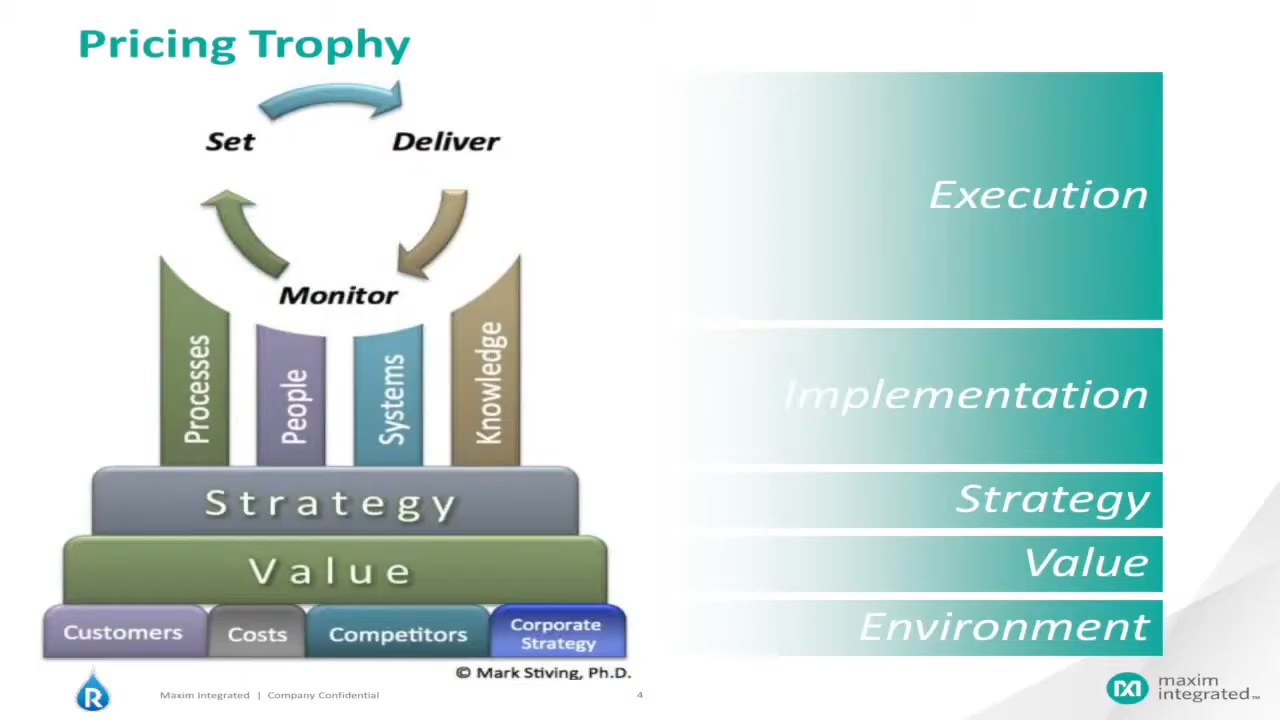 Pricing Trophy
Set
Deliver
Monitor
Processes
People
Systems
Knowledge
Strategy
Value
Customers
Costs
Competitors
Corporate
Strategy
© Mark Stiving, Ph.D.
Execution
Implementation
Strategy
Value
Environment
R
Maxim Integrated | Company Confidential
4
maxim
integrated™